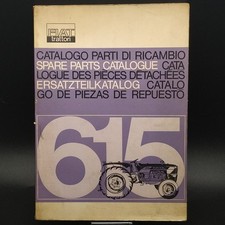 FIAT
trattori
CATALOGO PARTI DI RICAMBIO
SPARE PARTS CATALOGUE CATA
LOGUE DES PIÈCES DÉTACHÉES
ERSATZTEILKATALOG CATALO
GO DE PIEZAS DE REPUESTO
615